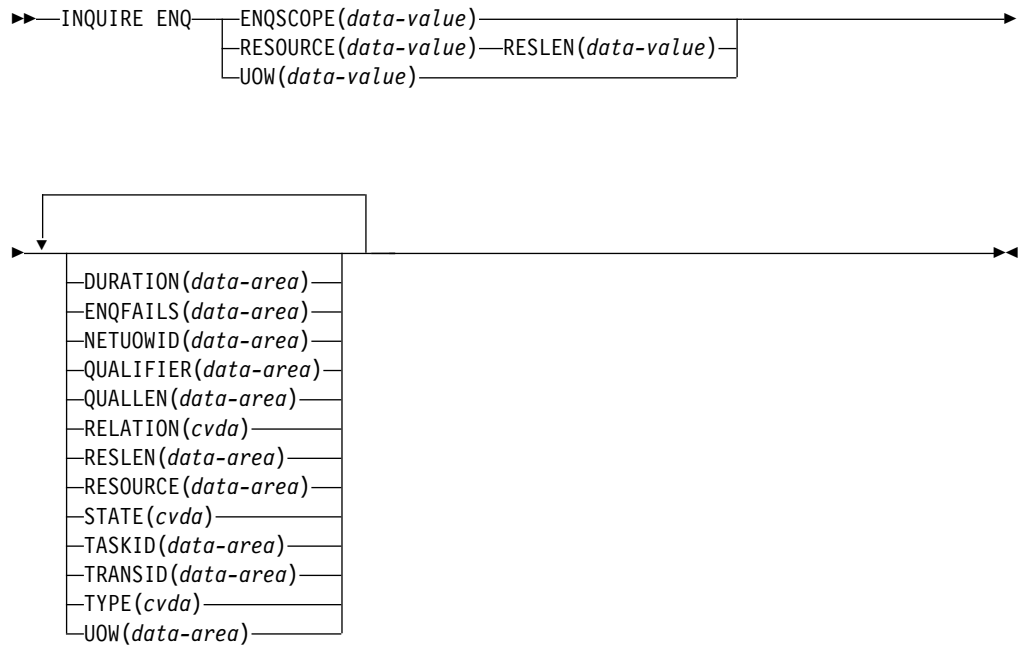 INQUIRE ENQ ENQSCOPE(data-value)
RESOURCE(data-value) RESLEN(data-value)
UOW(data-value)
DURATION(data-area)
ENQFAILS(data-area)
NETUOWID(data-area)
QUALIFIER(data-area)
QUALLEN(data-area)
RELATION(cvda)
RESLEN(data-area)
RESOURCE(data-area)
STATE(cvda)
TASKID(data-area)
TRANSID(data-area)
TYPE(cvda)
UOW(data-area)